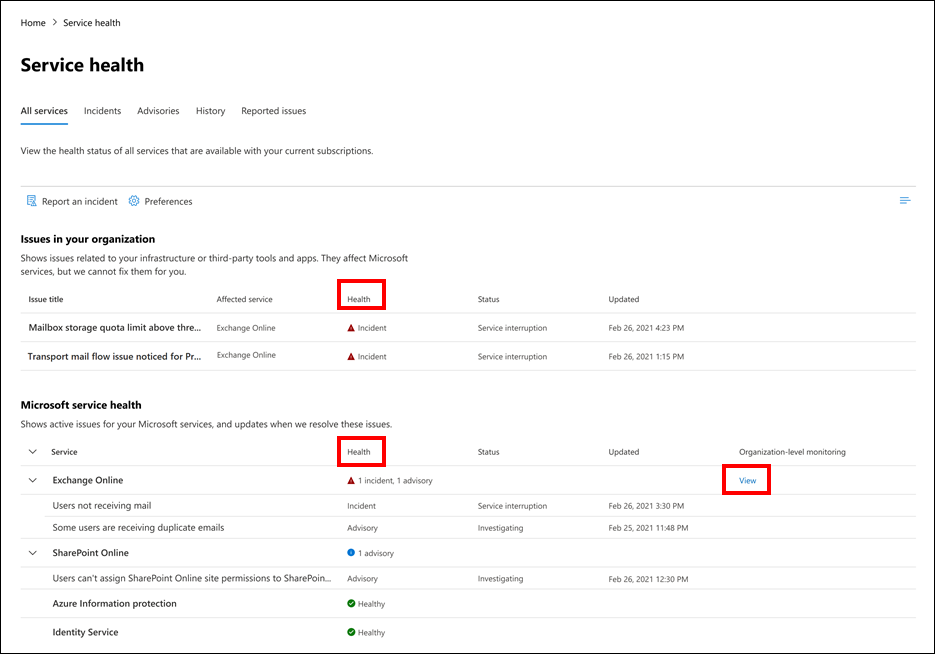 Home > Service health
Service health
All services Incidents Advisories History Reported issues
View the health status of all services that are available with your current subscriptions.
Report an incident Preferences
Issues in your organization
Shows issues related to your infrastructure or third-party tools and apps. They affect Microsoft
services, but we cannot fix them for you.
Issue title Affected service Health Status Updated
Mailbox storage quota limit above thre... Exchange Online Incident Service interruption Feb 26, 2021 4:23 PM
Transport mail flow issue noticed for Pr... Exchange Online Incident Service interruption Feb 26, 2021 1:15 PM
Microsoft service health
Shows active issues for your Microsoft services, and updates when we resolve these issues.
Service Health Status Updated Organization-level monitoring
Exchange Online 1 incident, 1 advisory View
Users not receiving mail Incident Service interruption Feb 26, 2021 3:30 PM
Some users are receiving duplicate emails Advisory Investigating Feb 25, 2021 11:48 PM
SharePoint Online 1 advisory
Users can't assign SharePoint Online site permissions to SharePoin... Advisory Investigating Feb 26, 2021 12:30 PM
Azure Information protection Healthy
Identity Service Healthy